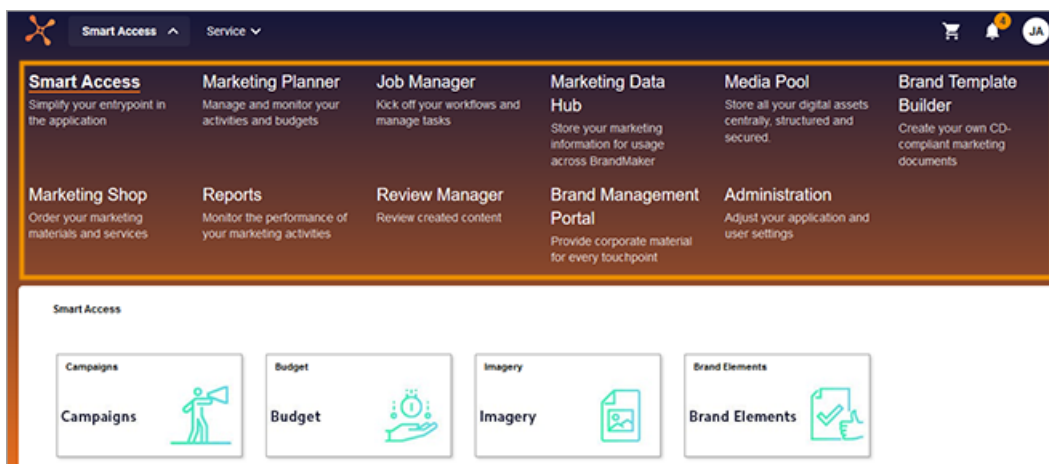 Smart Access Service 4 JA
Smart Access
Simplify your entrypoint in
the application
Marketing Planner
Manage and monitor your
activities and budgets
Job Manager
Kick off your workflows and
manage tasks
Marketing Data
Hub
Store your marketing
information for usage
across BrandMaker
Media Pool
Store all your digital assets
centrally, structured and
secured.
Brand Template
Builder
Create your own CD-
compliant marketing
documents
Marketing Shop
Order your marketing
materials and services
Reports
Monitor the performance of
your marketing activities
Review Manager
Review created content
Brand Management
Portal
Provide corporate material
for every touchpoint
Administration
Adjust your application and
user settings
Smart Access
Campaigns
Campaigns
Budget
Budget
Imagery
Imagery
Brand Elements
Brand Elements